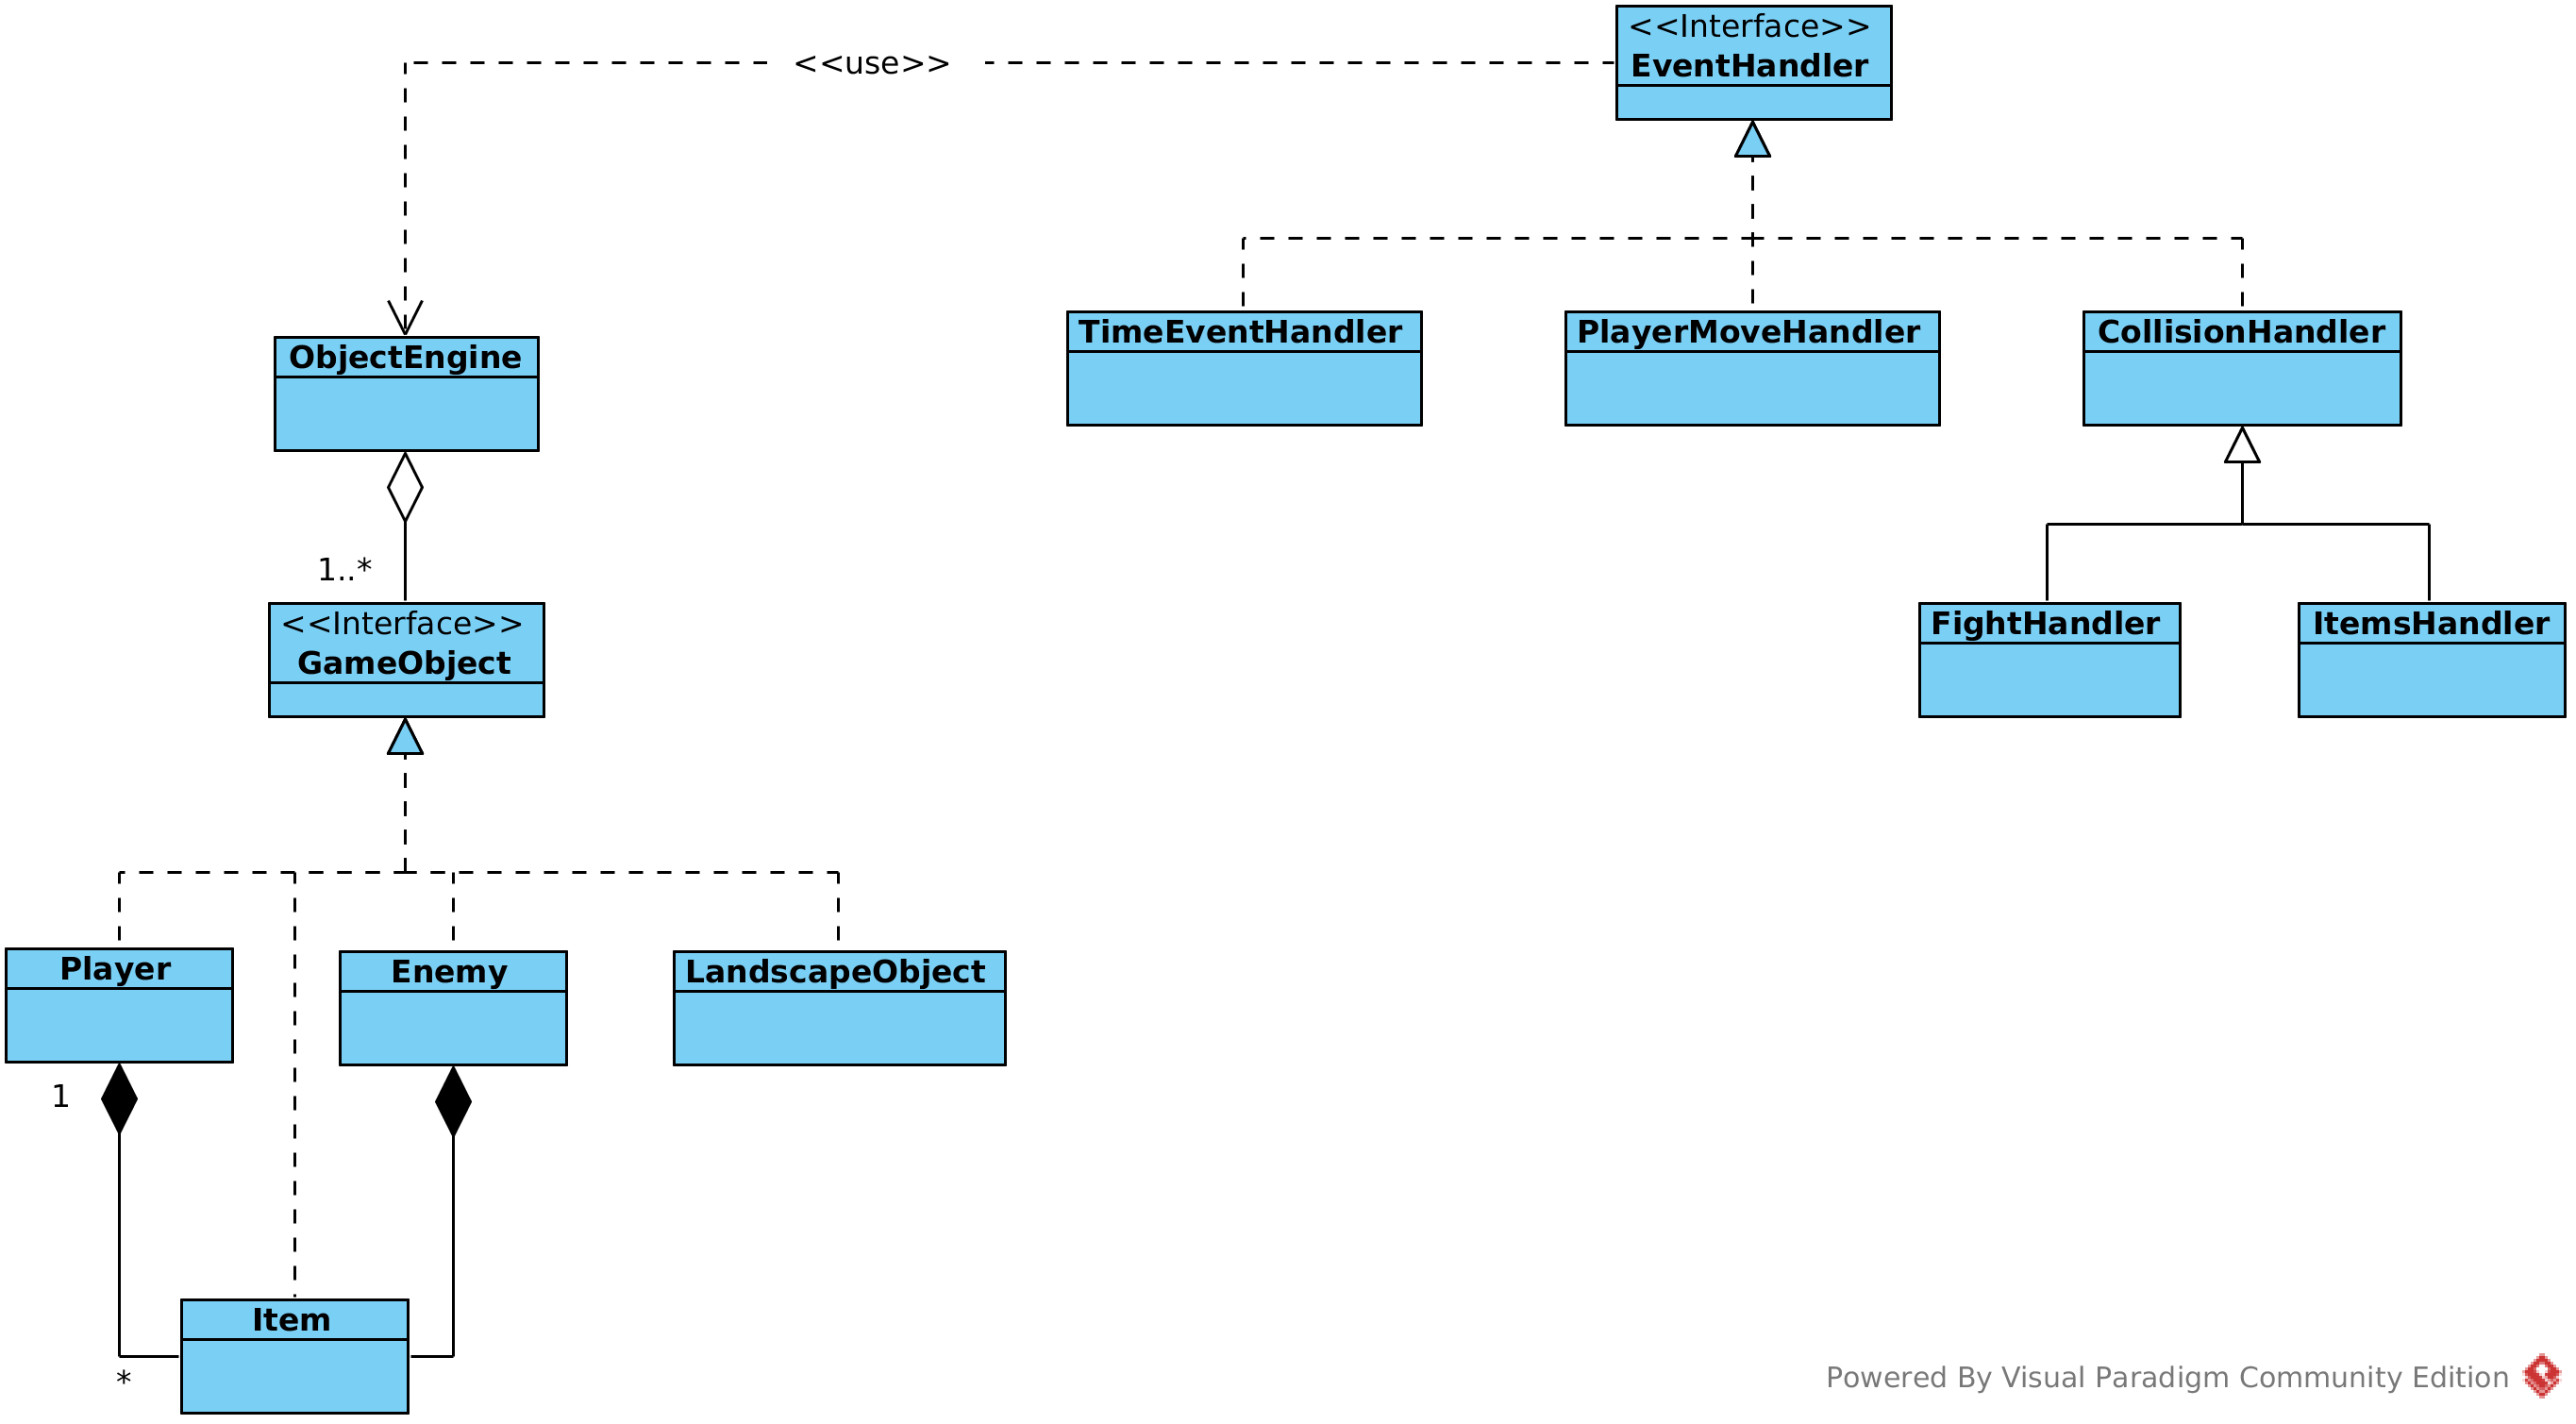 <<Interface>>
EventHandler
<<use>>
TimeEventHandler
PlayerMoveHandler
CollisionHandler
ObjectEngine
1..*
<<Interface>>
GameObject
FightHandler
ItemsHandler
Player
Enemy
LandscapeObject
1
Item
*
Powered By Visual Paradigm Community Edition